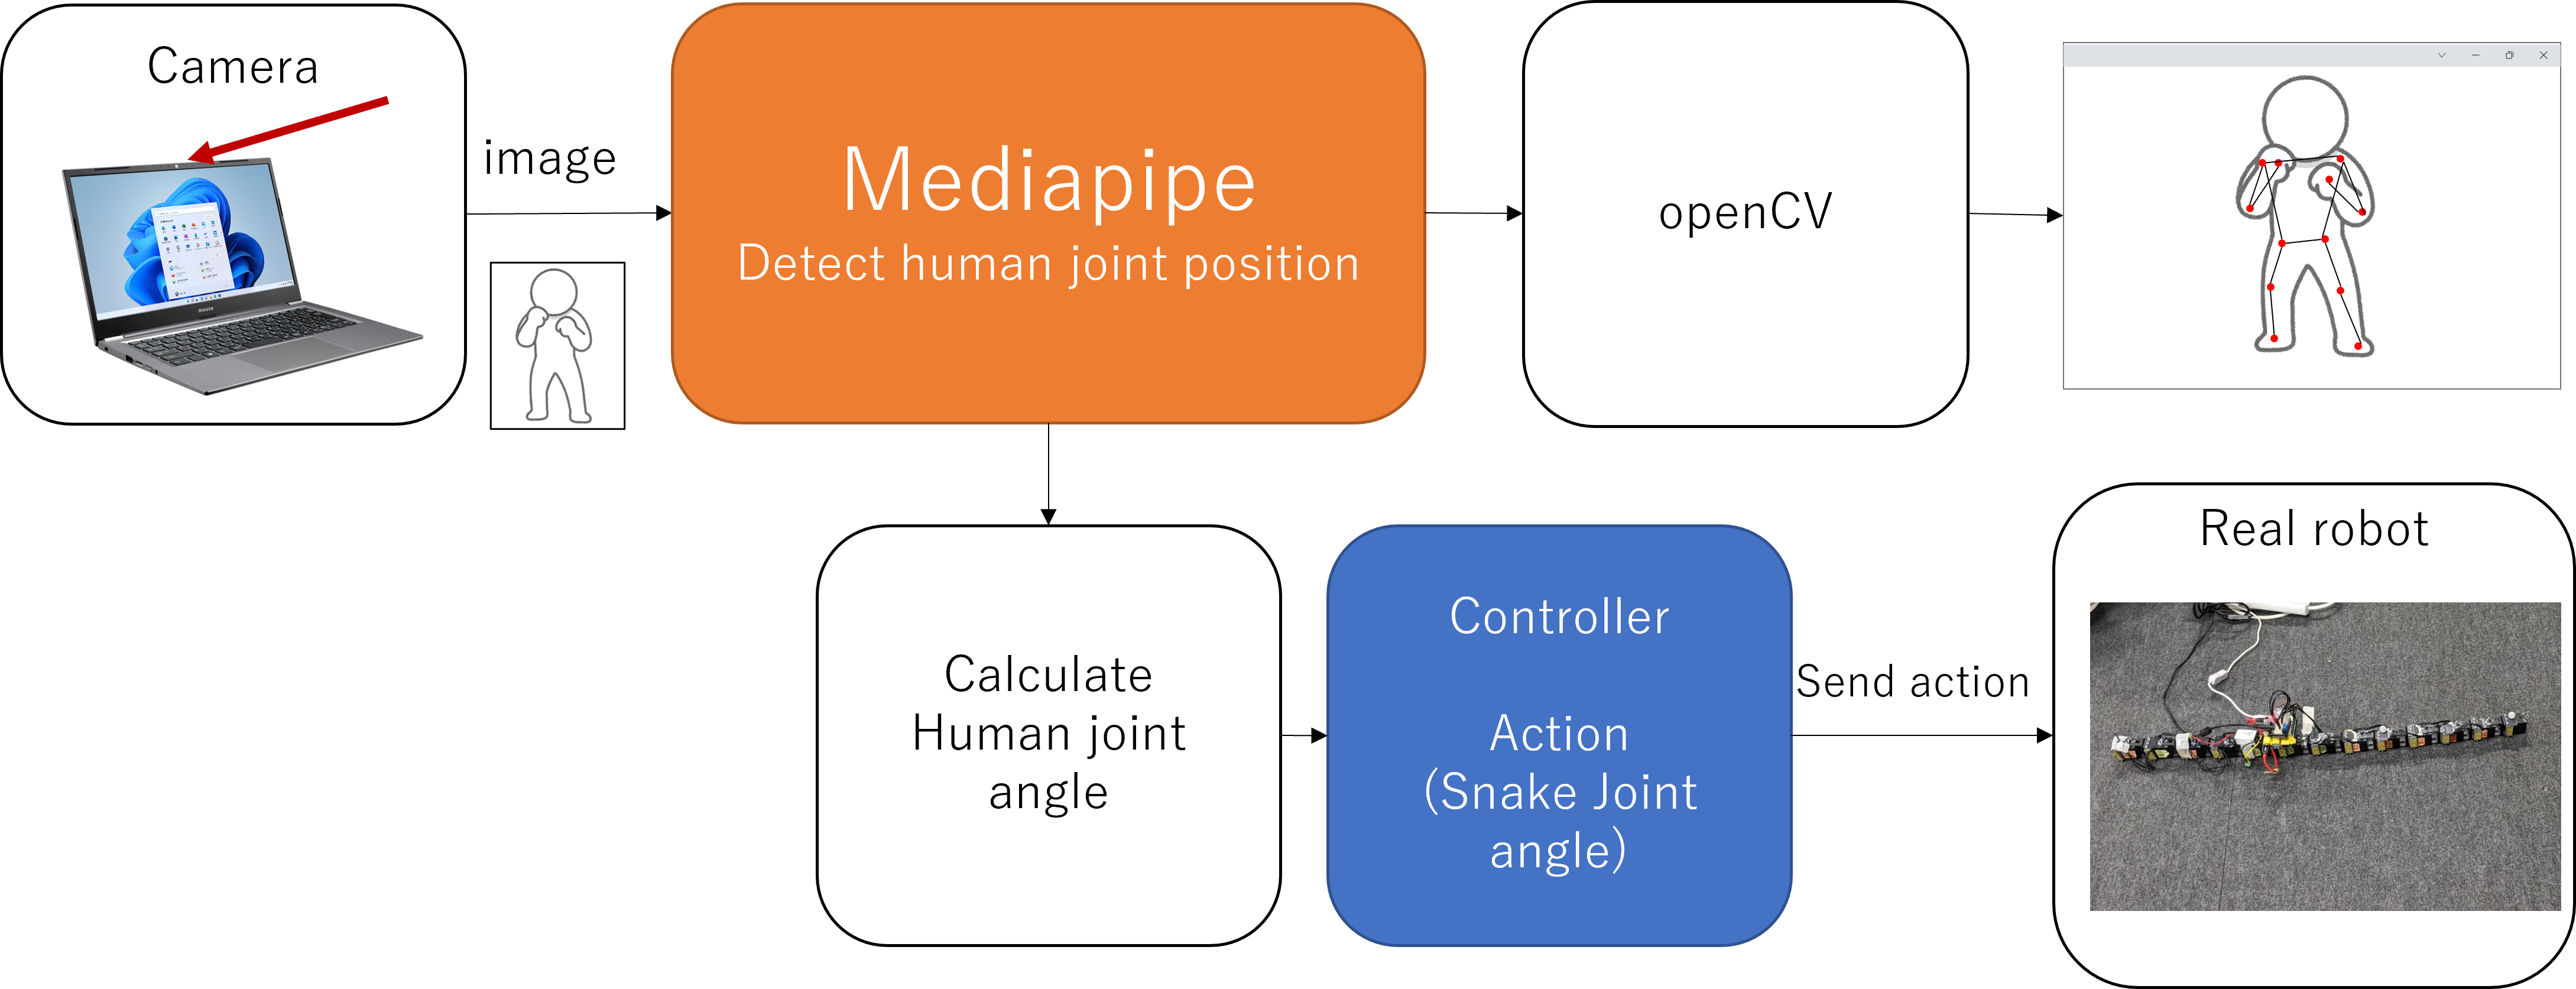 Camera
image
Mediapipe
Detect human joint position
openCV
Calculate
Human joint
angle
Controller
Action
(Snake Joint
angle)
Send action
Real robot
mouse